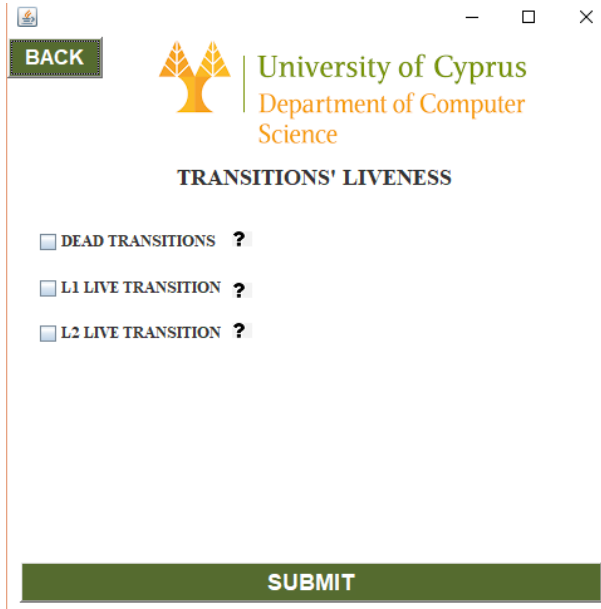 BACK
University of Cyprus
Department of Computer
Science
TRANSITIONS' LIVENESS
DEAD TRANSITIONS ?
L1 LIVE TRANSITION ?
L2 LIVE TRANSITION ?
SUBMIT